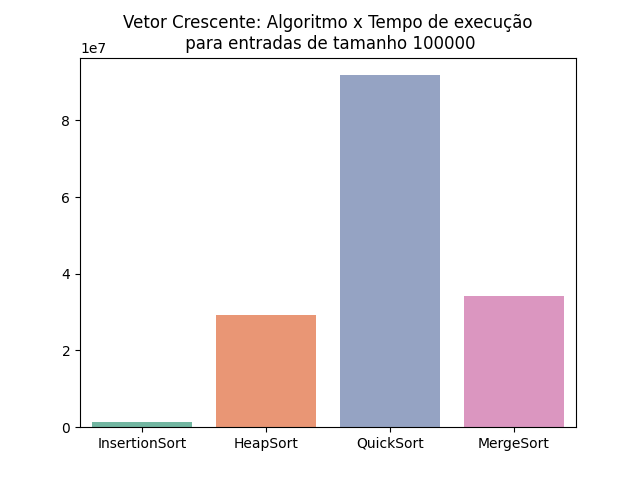 Vetor Crescente: Algoritmo x Tempo de execução
para entradas de tamanho 100000
1e7
8
6
4
2
0
InsertionSort HeapSort QuickSort MergeSort